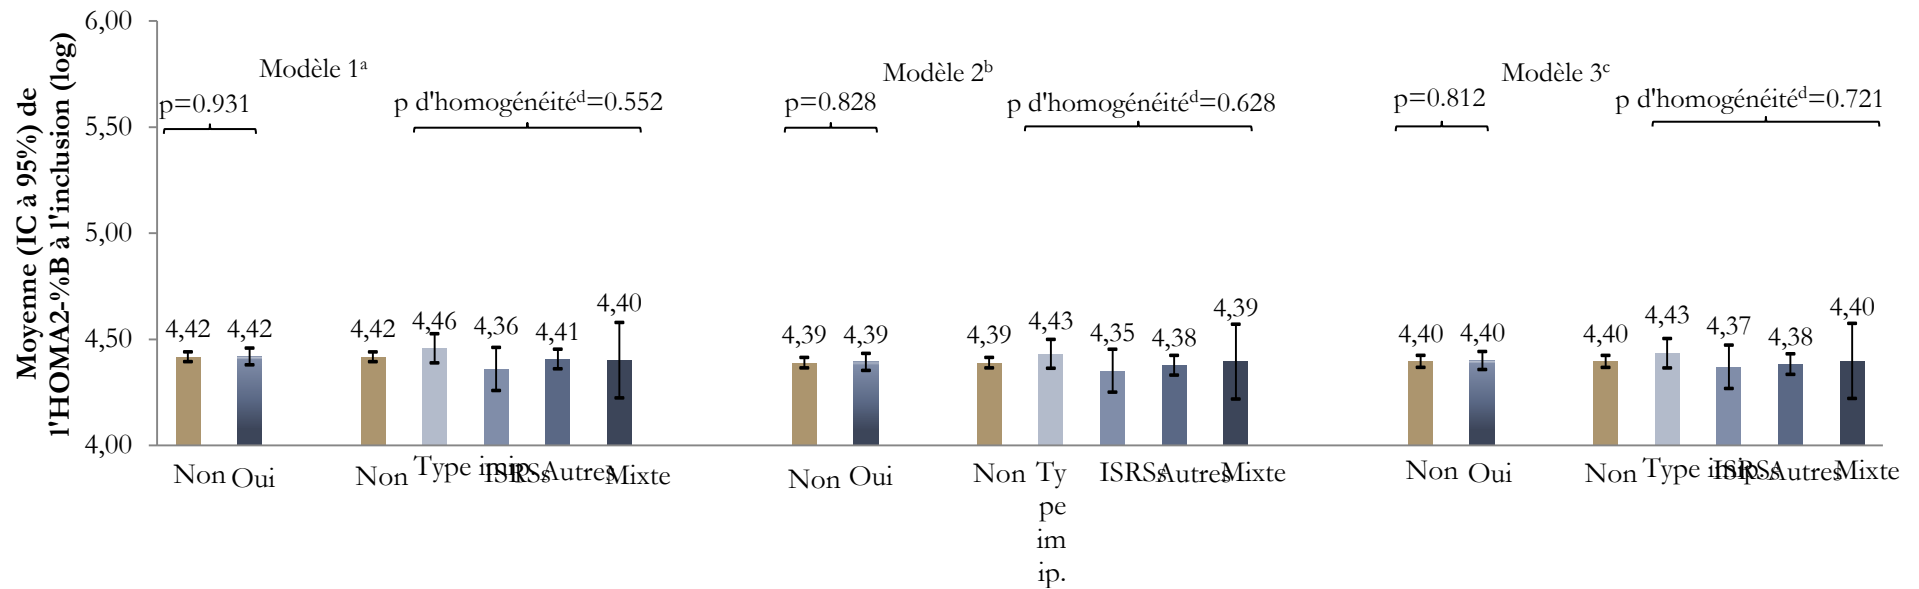 Moyenne (IC à 95%) de
l'HOMA2-%B à l'inclusion (log)
6,00
5,50
5,00
4,50
4,00
Modèle 1ᵃ
p=0.931
p d'homogénéitéᵈ=0.552
4,42 4,42
4,42 4,46 4,36 4,41 4,40
Non Oui
Non Type imip. ISRSs Autres Mixte
Modèle 2ᵇ
p=0.828
p d'homogénéitéᵈ=0.628
4,39 4,39
4,39 4,43 4,35 4,38 4,39
Non Oui
Non Ty
pe
im
ip.
ISRSs Autres Mixte
Modèle 3ᶜ
p=0.812
p d'homogénéitéᵈ=0.721
4,40 4,40
4,40 4,43 4,37 4,38 4,40
Non Oui
Non Type imip. ISRSs Autres Mixte